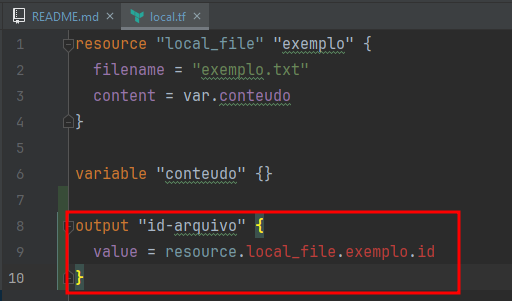 README.md local.tf
1 resource "local_file" "exemplo" {
2 filename = "exemplo.txt"
3 content = var.conteudo
4 }
5
6 variable "conteudo" {}
7
8 output "id-arquivo" {
9 value = resource.local_file.exemplo.id
10 }